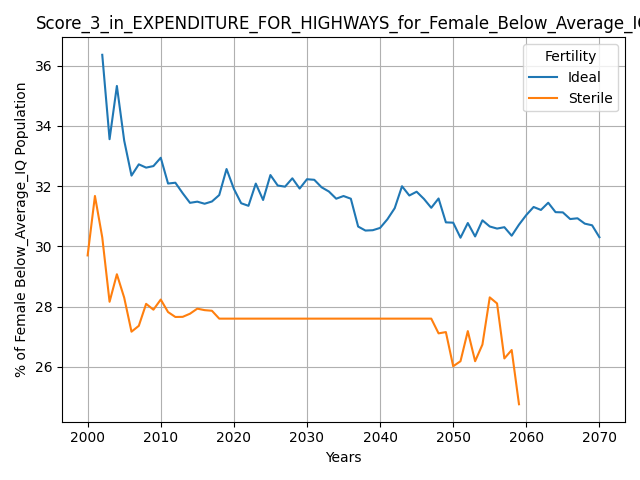 Score_3_in_EXPENDITURE_FOR_HIGHWAYS_for_Female_Below_Average_IQ
Fertility
Ideal
Sterile
% of Female Below_Average_IQ Population
36
34
32
30
28
26
2000 2010 2020 2030 2040 2050 2060 2070
Years